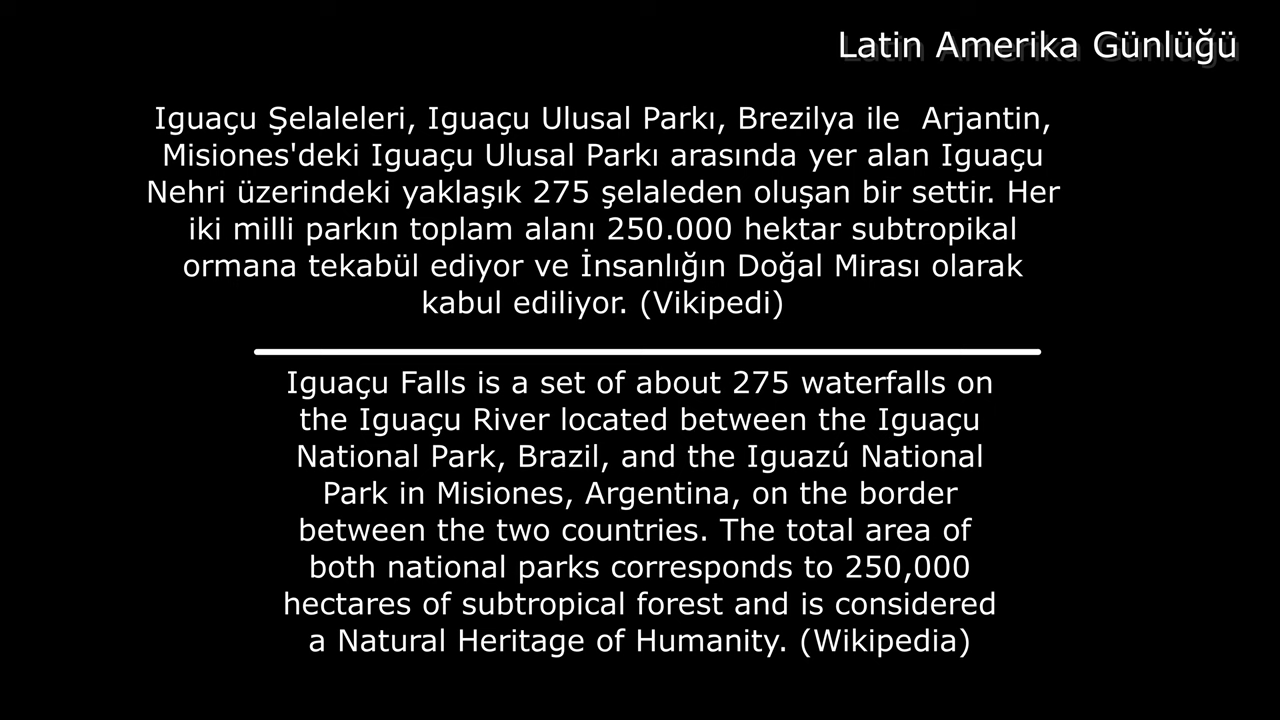 Latin Amerika Günlüğü
Iguaçu Şelaleleri, Iguaçu Ulusal Parkı, Brezilya ile  Arjantin,
Misiones'deki Iguaçu Ulusal Parkı arasında yer alan Iguaçu
Nehri üzerindeki yaklaşık 275 şelaleden oluşan bir settir. Her
iki milli parkın toplam alanı 250.000 hektar subtropikal
ormana tekabül ediyor ve İnsanlığın Doğal Mirası olarak
kabul ediliyor. (Vikipedi)
Iguaçu Falls is a set of about 275 waterfalls on
the Iguaçu River located between the Iguaçu
National Park, Brazil, and the Iguazú National
Park in Misiones, Argentina, on the border
between the two countries. The total area of
both national parks corresponds to 250,000
hectares of subtropical forest and is considered
a Natural Heritage of Humanity. (Wikipedia)